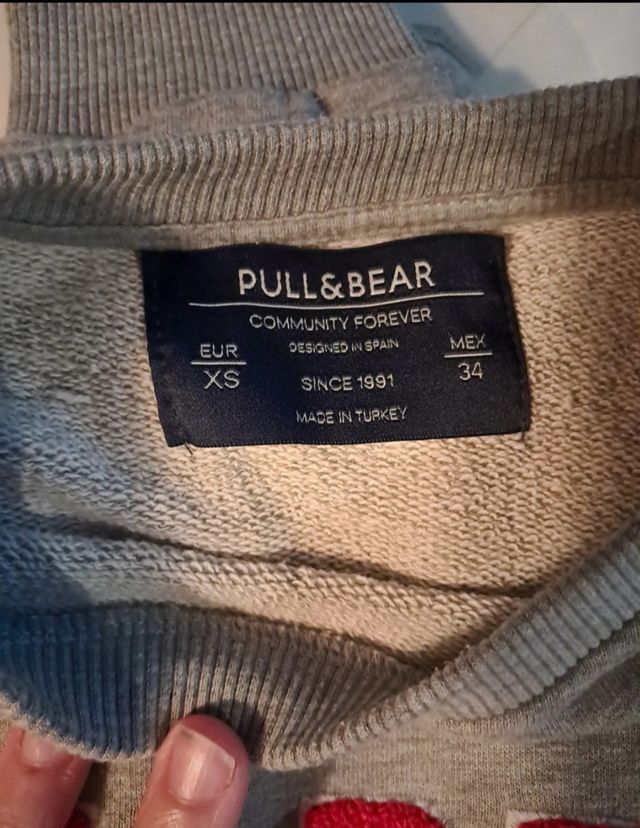 PULL&BEAR
COMMUNITY FOREVER
DESIGNED IN SPAIN
EUR
XS
MEX
34
SINCE 1991
MADE IN TURKEY